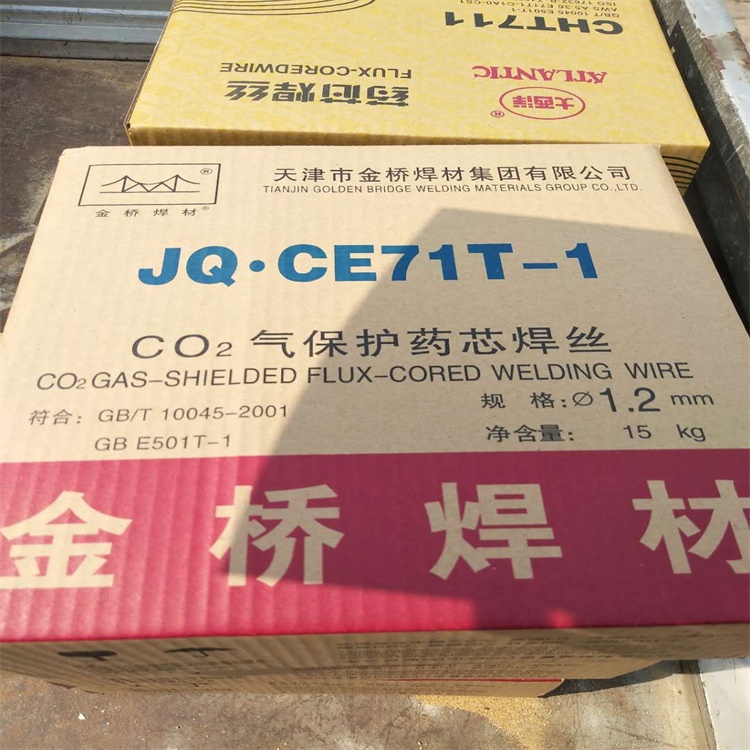 GB/T 10045 E501T-1
AWS A5.36 E71T1-C1A0-CS1
CHT711
FLUX-COREDWIRE
药芯焊丝
ATLANTIC
大西洋
®
®
金桥焊材®
天津市金桥焊材集团有限公司
TIANJIN GOLDEN BRIDGE WELDING MATERIALS GROUP CO.,LTD.
JQ·CE71T-1
CO2 气保护药芯焊丝
CO2 GAS-SHIELDED FLUX-CORED WELDING WIRE
符合: GB/T 10045-2001
GB E501T-1
规 格: ∅1.2 mm
净含量: 15 kg
金桥焊材